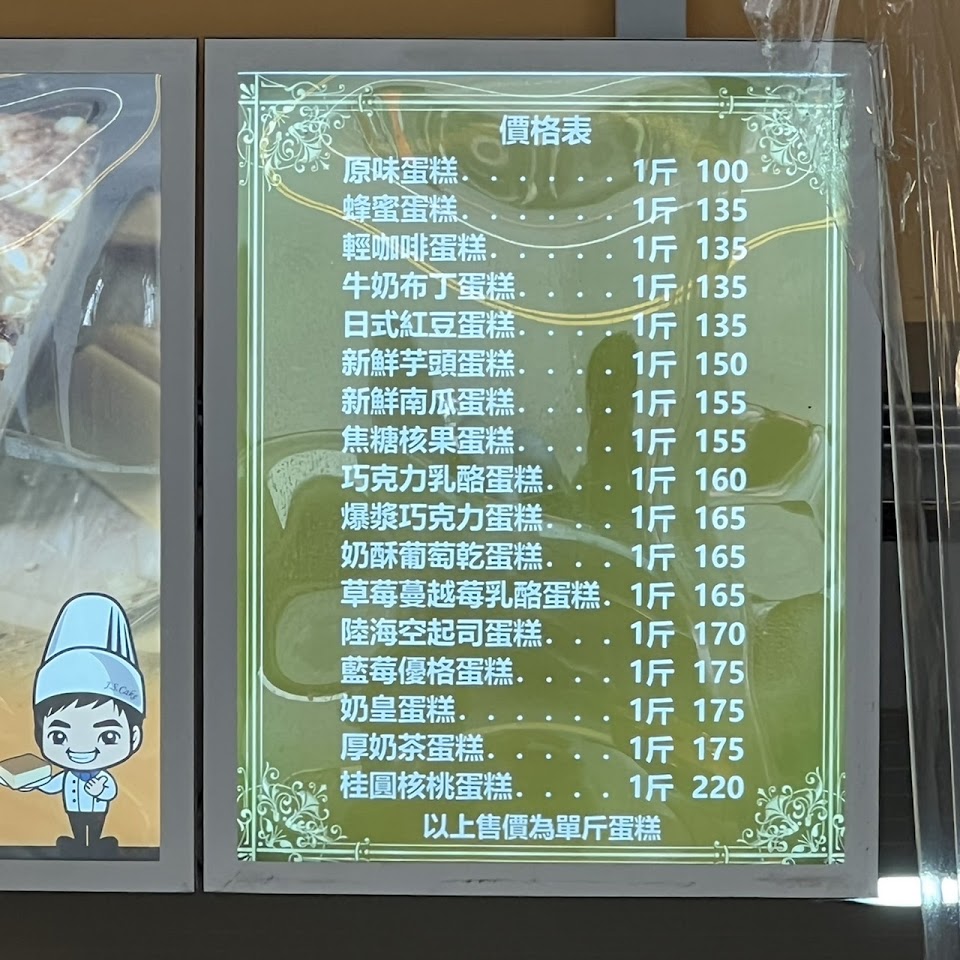 價格表
原味蛋糕. . . . . . 1斤 100
蜂蜜蛋糕. . . . . . 1斤 135
輕咖啡蛋糕. . . . . 1斤 135
牛奶布丁蛋糕. . . . 1斤 135
日式紅豆蛋糕. . . . 1斤 135
新鮮芋頭蛋糕. . . . 1斤 150
新鮮南瓜蛋糕. . . . 1斤 155
焦糖核果蛋糕. . . . 1斤 155
巧克力乳酪蛋糕. . . 1斤 160
爆漿巧克力蛋糕. . . 1斤 165
奶酥葡萄乾蛋糕. . . 1斤 165
草莓蔓越莓乳酪蛋糕. 1斤 165
陸海空起司蛋糕. . . 1斤 170
藍莓優格蛋糕. . . . 1斤 175
奶皇蛋糕. . . . . . 1斤 175
厚奶茶蛋糕. . . . . 1斤 175
桂圓核桃蛋糕. . . . 1斤 220
以上售價為單斤蛋糕
J.S.Cake